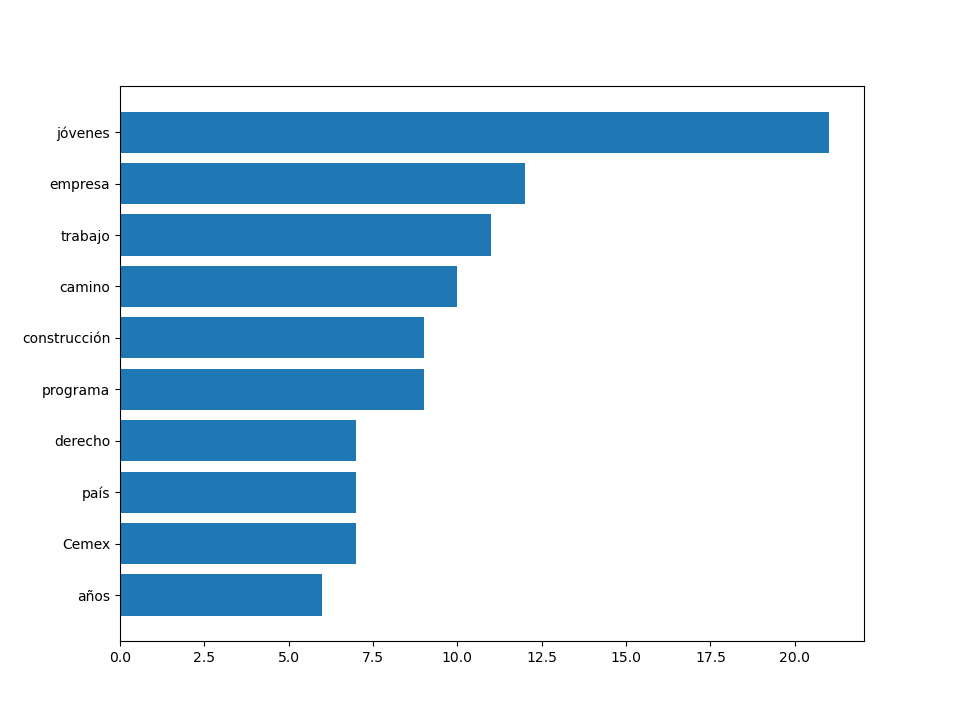 jóvenes
empresa
trabajo
camino
construcción
programa
derecho
país
Cemex
años
0.0 2.5 5.0 7.5 10.0 12.5 15.0 17.5 20.0